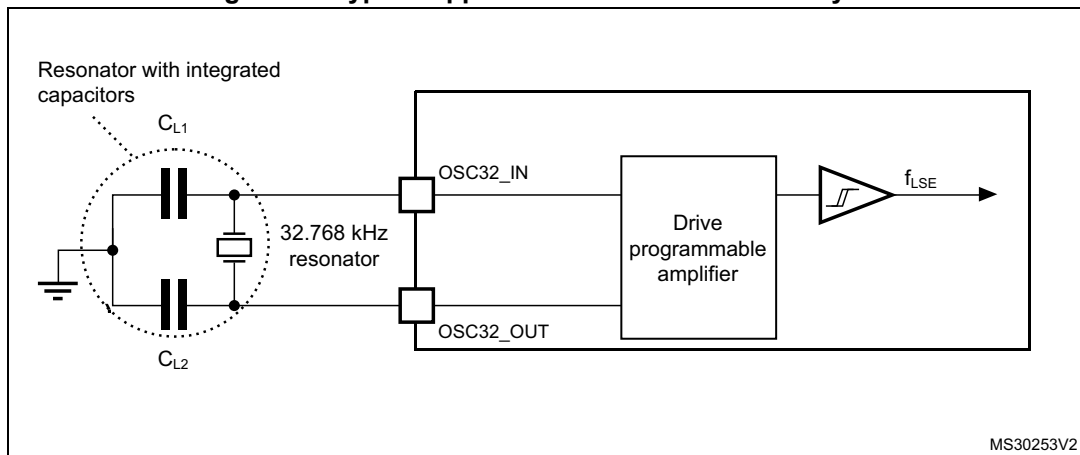 Resonator with integrated
capacitors
CL1
OSC32_IN
fLSE
32.768 kHz
resonator
Drive
programmable
amplifier
OSC32_OUT
CL2
MS30253V2